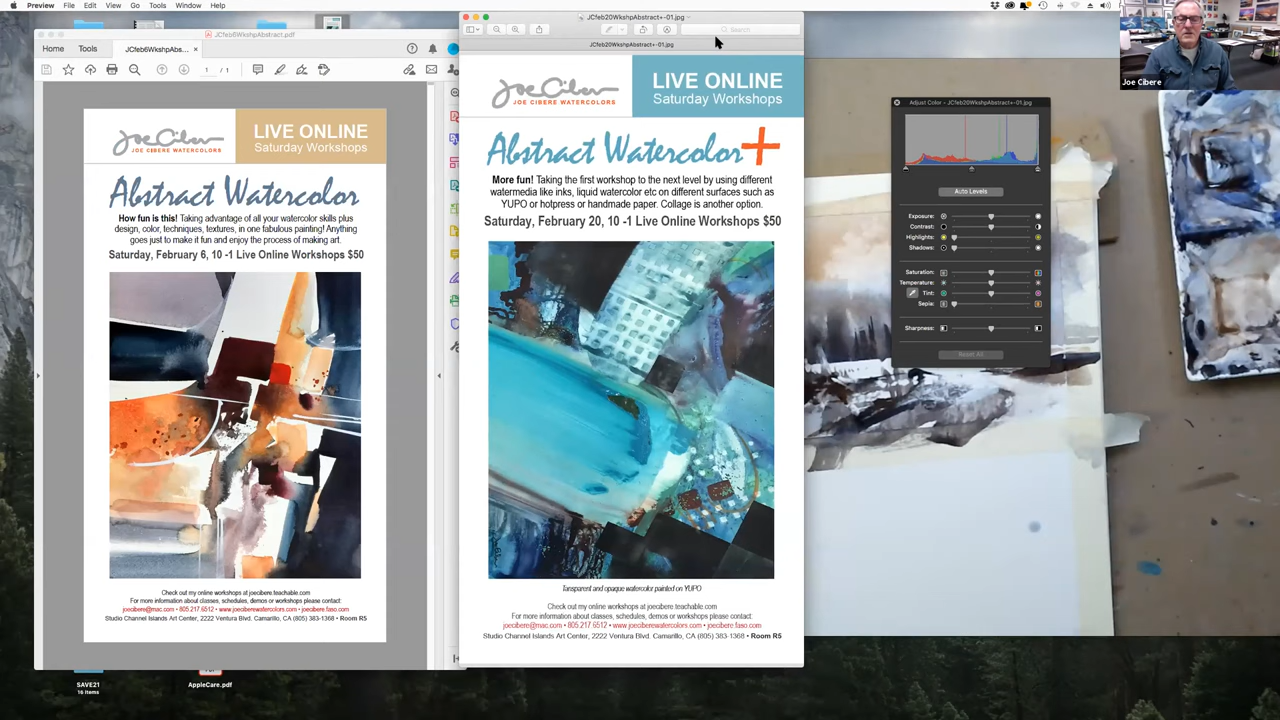 Preview File Edit View Go Tools Window Help
JCfeb6WkshpAbstract.pdf
Home Tools JCfeb6WkshpAbs... ×
1 / 1
Joe Cibere
JOE CIBERE WATERCOLORS
LIVE ONLINE
Saturday Workshops
Abstract Watercolor
How fun is this! Taking advantage of all your watercolor skills plus
design, color, techniques, textures, in one fabulous painting! Anything
goes just to make it fun and enjoy the process of making art.
Saturday, February 6, 10 -1 Live Online Workshops $50
Check out my online workshops at joecibere.teachable.com
For more information about classes, schedules, demos or workshops please contact:
joecibere@mac.com • 805.217.6512 • www.joeciberewatercolors.com • joecibere.faso.com
Studio Channel Islands Art Center, 2222 Ventura Blvd. Camarillo, CA (805) 383-1368 • Room R5
SAVE21
16 items
AppleCare.pdf
JCfeb20WkshpAbstract+-01.jpg
Search
JCfeb20WkshpAbstract+-01.jpg
Joe Cibere
JOE CIBERE WATERCOLORS
LIVE ONLINE
Saturday Workshops
Abstract Watercolor+
More fun! Taking the first workshop to the next level by using different
watermedia like inks, liquid watercolor etc on different surfaces such as
YUPO or hotpress or handmade paper. Collage is another option.
Saturday, February 20, 10 -1 Live Online Workshops $50
Transparent and opaque watercolor painted on YUPO
Check out my online workshops at joecibere.teachable.com
For more information about classes, schedules, demos or workshops please contact:
joecibere@mac.com • 805.217.6512 • www.joeciberewatercolors.com • joecibere.faso.com
Studio Channel Islands Art Center, 2222 Ventura Blvd. Camarillo, CA (805) 383-1368 • Room R5
Adjust Color - JCfeb20WkshpAbstract+-01.jpg
Auto Levels
Exposure:
Contrast:
Highlights:
Shadows:
Saturation:
Temperature:
Tint:
Sepia:
Sharpness:
Reset All
Joe Cibere